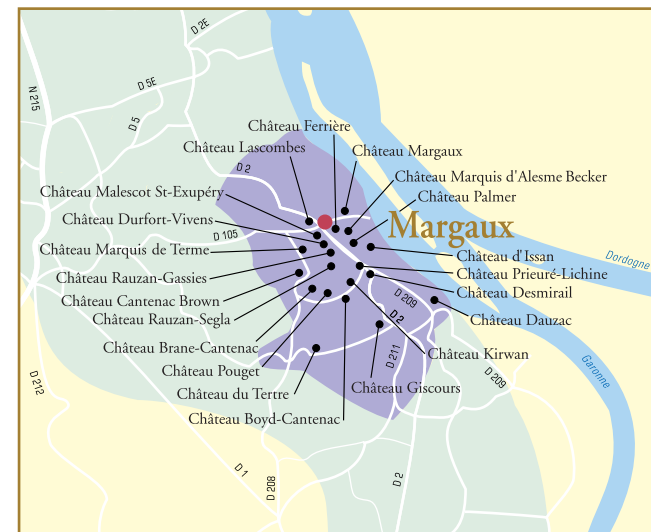 D 2E
D 5E
N 215
D 5
Château Ferrière
Château Lascombes
Château Margaux
D 2
Château Marquis d'Alesme Becker
Château Malescot St-Exupéry
Château Palmer
Château Durfort-Vivens
Margaux
D 105
Château Marquis de Terme
Château d'Issan
Dordogne
Château Prieuré-Lichine
Château Rauzan-Gassies
Château Desmirail
Château Cantenac Brown
D 209
Château Rauzan-Segla
D 2
Château Dauzac
Château Brane-Cantenac
D 211
Château Kirwan
Château Pouget
Garonne
D 209
D 212
Château du Tertre
Château Giscours
Château Boyd-Cantenac
D 1
D 208
D 2